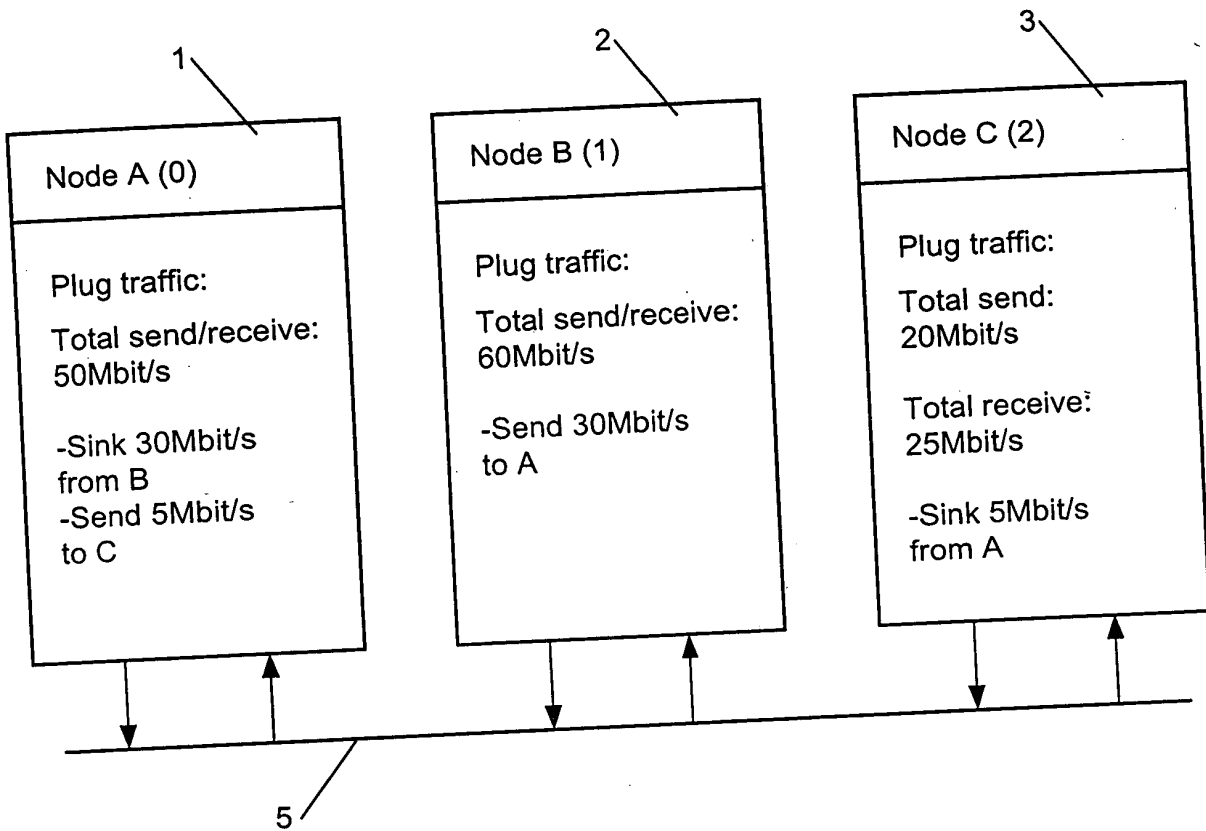 1
2
3
Node A (0)
Plug traffic:
Total send/receive:
50Mbit/s
-Sink 30Mbit/s
from B
-Send 5Mbit/s
to C
Node B (1)
Plug traffic:
Total send/receive:
60Mbit/s
-Send 30Mbit/s
to A
Node C (2)
Plug traffic:
Total send:
20Mbit/s
Total receive:
25Mbit/s
-Sink 5Mbit/s
from A
5